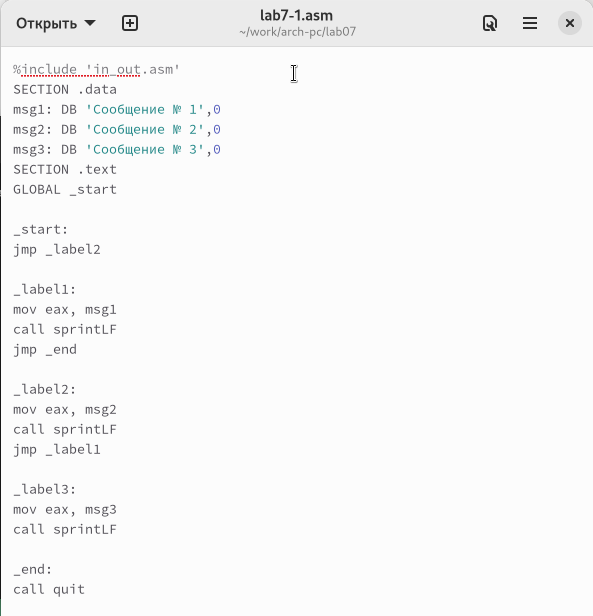 Открыть
lab7-1.asm
~/work/arch-pc/lab07
%include 'in_out.asm'
SECTION .data
msg1: DB 'Сообщение № 1',0
msg2: DB 'Сообщение № 2',0
msg3: DB 'Сообщение № 3',0
SECTION .text
GLOBAL _start
_start:
jmp _label2
_label1:
mov eax, msg1
call sprintLF
jmp _end
_label2:
mov eax, msg2
call sprintLF
jmp _label1
_label3:
mov eax, msg3
call sprintLF
_end:
call quit